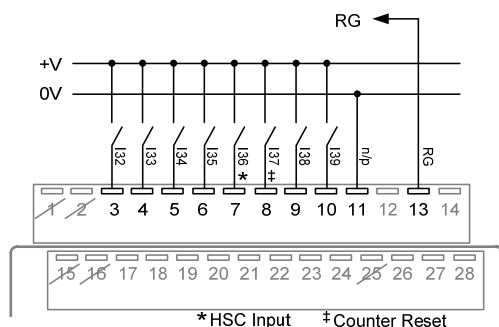 RG
+V
0V
I32 I33 I34 I35 I36 I37 I38 I39 n/p RG
* ‡
1 2 3 4 5 6 7 8 9 10 11 12 13 14
15 16 17 18 19 20 21 22 23 24 25 26 27 28
*HSC Input ‡Counter Reset